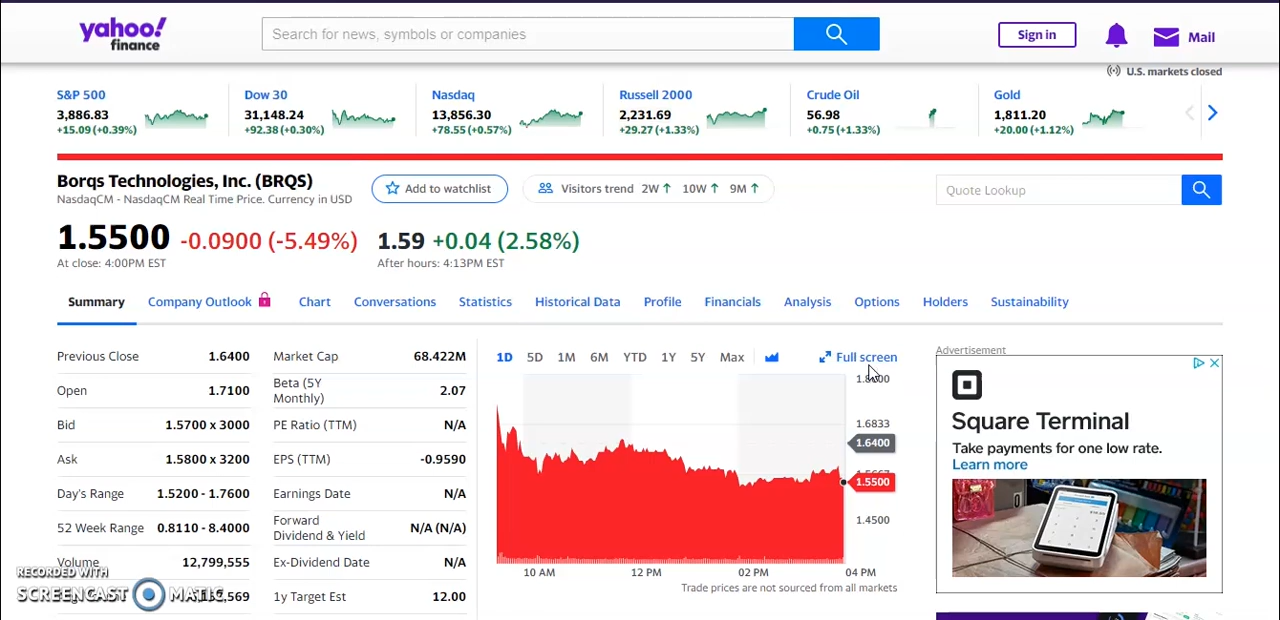 yahoo!
finance
Search for news, symbols or companies
Sign in
Mail
U.S. markets closed
S&P 500
3,886.83
+15.09 (+0.39%)
Dow 30
31,148.24
+92.38 (+0.30%)
Nasdaq
13,856.30
+78.55 (+0.57%)
Russell 2000
2,231.69
+29.27 (+1.33%)
Crude Oil
56.98
+0.75 (+1.33%)
Gold
1,811.20
+20.00 (+1.12%)
Borqs Technologies, Inc. (BRQS)
NasdaqCM - NasdaqCM Real Time Price. Currency in USD
Add to watchlist
Visitors trend 2W ↑ 10W ↑ 9M ↑
Quote Lookup
1.5500 -0.0900 (-5.49%)
At close: 4:00PM EST
1.59 +0.04 (2.58%)
After hours: 4:13PM EST
Summary Company Outlook Chart Conversations Statistics Historical Data Profile Financials Analysis Options Holders Sustainability
Previous Close 1.6400
Open 1.7100
Bid 1.5700 x 3000
Ask 1.5800 x 3200
Day's Range 1.5200 - 1.7600
52 Week Range 0.8110 - 8.4000
Volume 12,799,555
Market Cap 68.422M
Beta (5Y
Monthly) 2.07
PE Ratio (TTM) N/A
EPS (TTM) -0.9590
Earnings Date N/A
Forward
Dividend & Yield N/A (N/A)
Ex-Dividend Date N/A
1y Target Est 12.00
1D 5D 1M 6M YTD 1Y 5Y Max
Full screen
1.6833
1.6400
1.5500
1.4500
10 AM 12 PM 02 PM 04 PM
Trade prices are not sourced from all markets
Advertisement
Square Terminal
Take payments for one low rate.
Learn more
RECORDED WITH
SCREENCAST MATIC